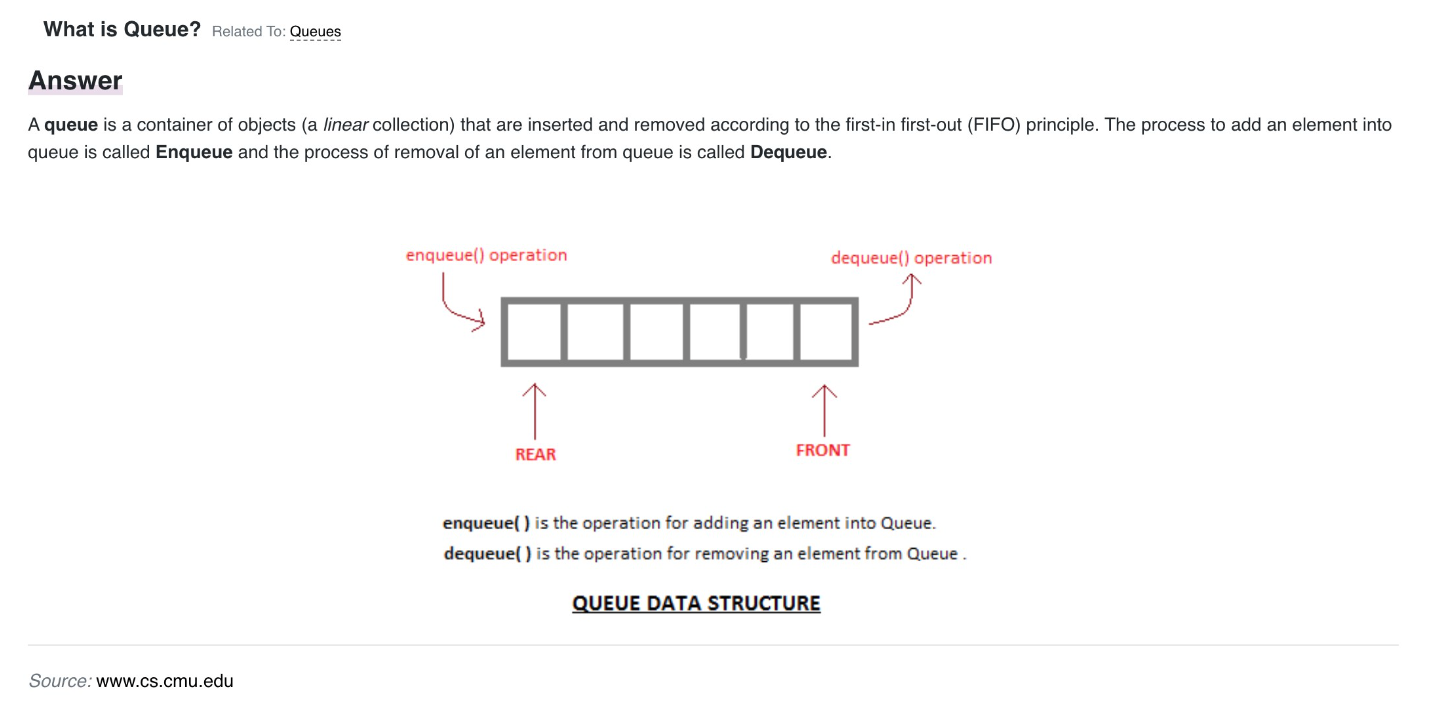 What is Queue? Related To: Queues
Answer
A queue is a container of objects (a linear collection) that are inserted and removed according to the first-in first-out (FIFO) principle. The process to add an element into
queue is called Enqueue and the process of removal of an element from queue is called Dequeue.
enqueue() operation
dequeue() operation
REAR
FRONT
enqueue( ) is the operation for adding an element into Queue.
dequeue( ) is the operation for removing an element from Queue .
QUEUE DATA STRUCTURE
Source: www.cs.cmu.edu